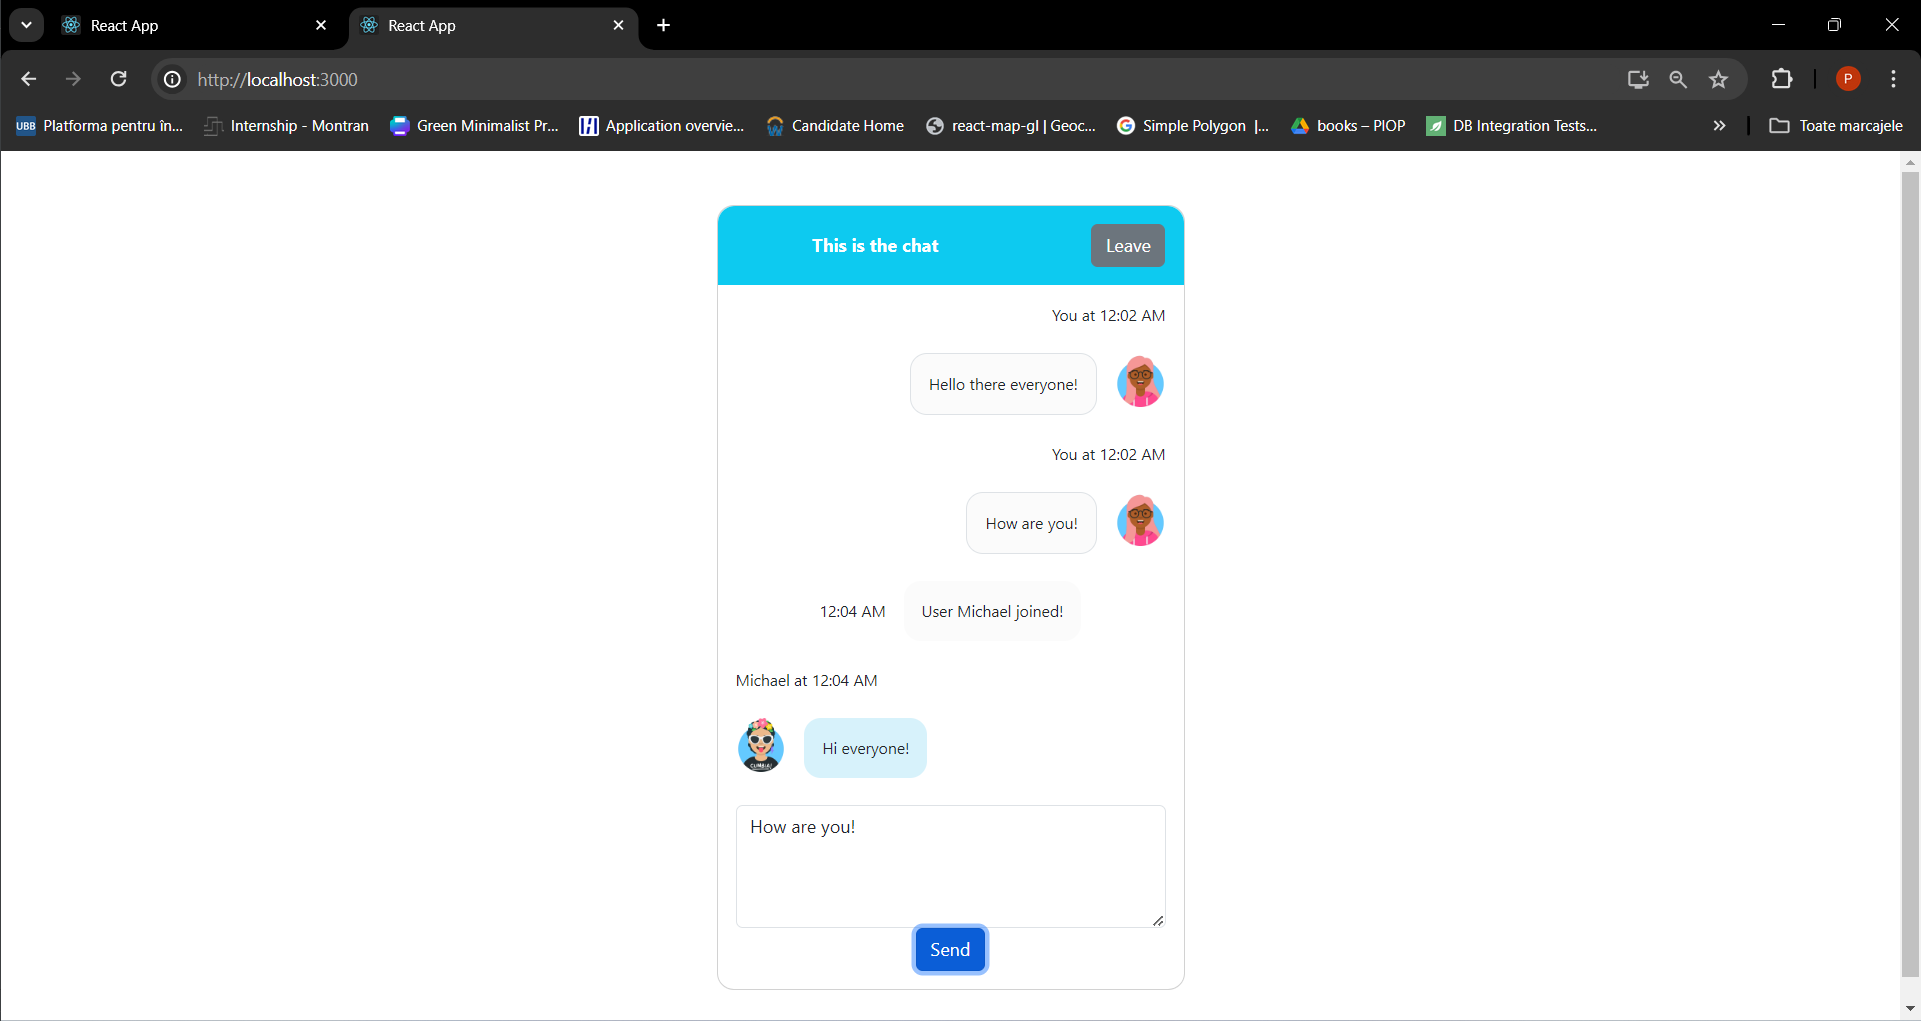 React App
React App
http://localhost:3000
P
UBB Platforma pentru în...
Internship - Montran
Green Minimalist Pr...
Application overvie...
Candidate Home
react-map-gl | Geoc...
Simple Polygon |...
books – PIOP
DB Integration Tests...
Toate marcajele
This is the chat
Leave
You at 12:02 AM
Hello there everyone!
You at 12:02 AM
How are you!
12:04 AM User Michael joined!
Michael at 12:04 AM
Hi everyone!
How are you!
Send